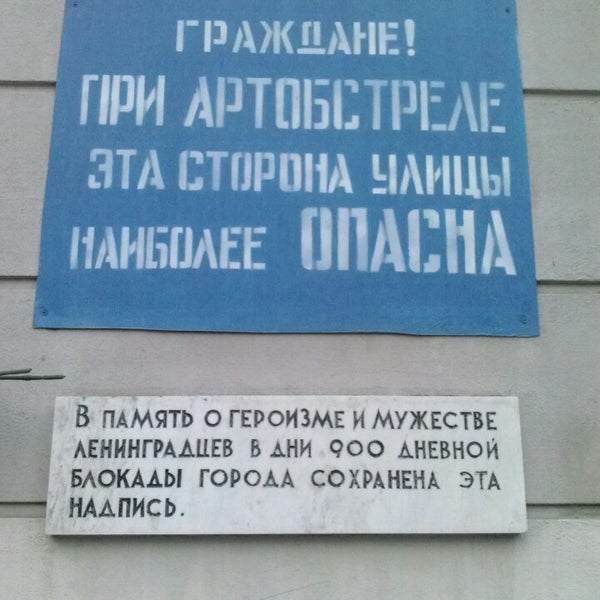 ГРАЖДАНЕ!
ПРИ АРТОБСТРЕЛЕ
ЭТА СТОРОНА УЛИЦЫ
НАИБОЛЕЕ ОПАСНА
В ПАМЯТЬ О ГЕРОИЗМЕ И МУЖЕСТВЕ
ЛЕНИНГРАДЦЕВ В ДНИ 900 ДНЕВНОЙ
БЛОКАДЫ ГОРОДА СОХРАНЕНА ЭТА
НАДПИСЬ.